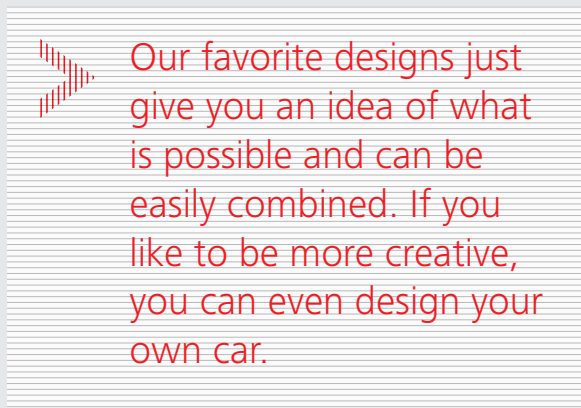 Our favorite designs just
give you an idea of what
is possible and can be
easily combined. If you
like to be more creative,
you can even design your
own car.